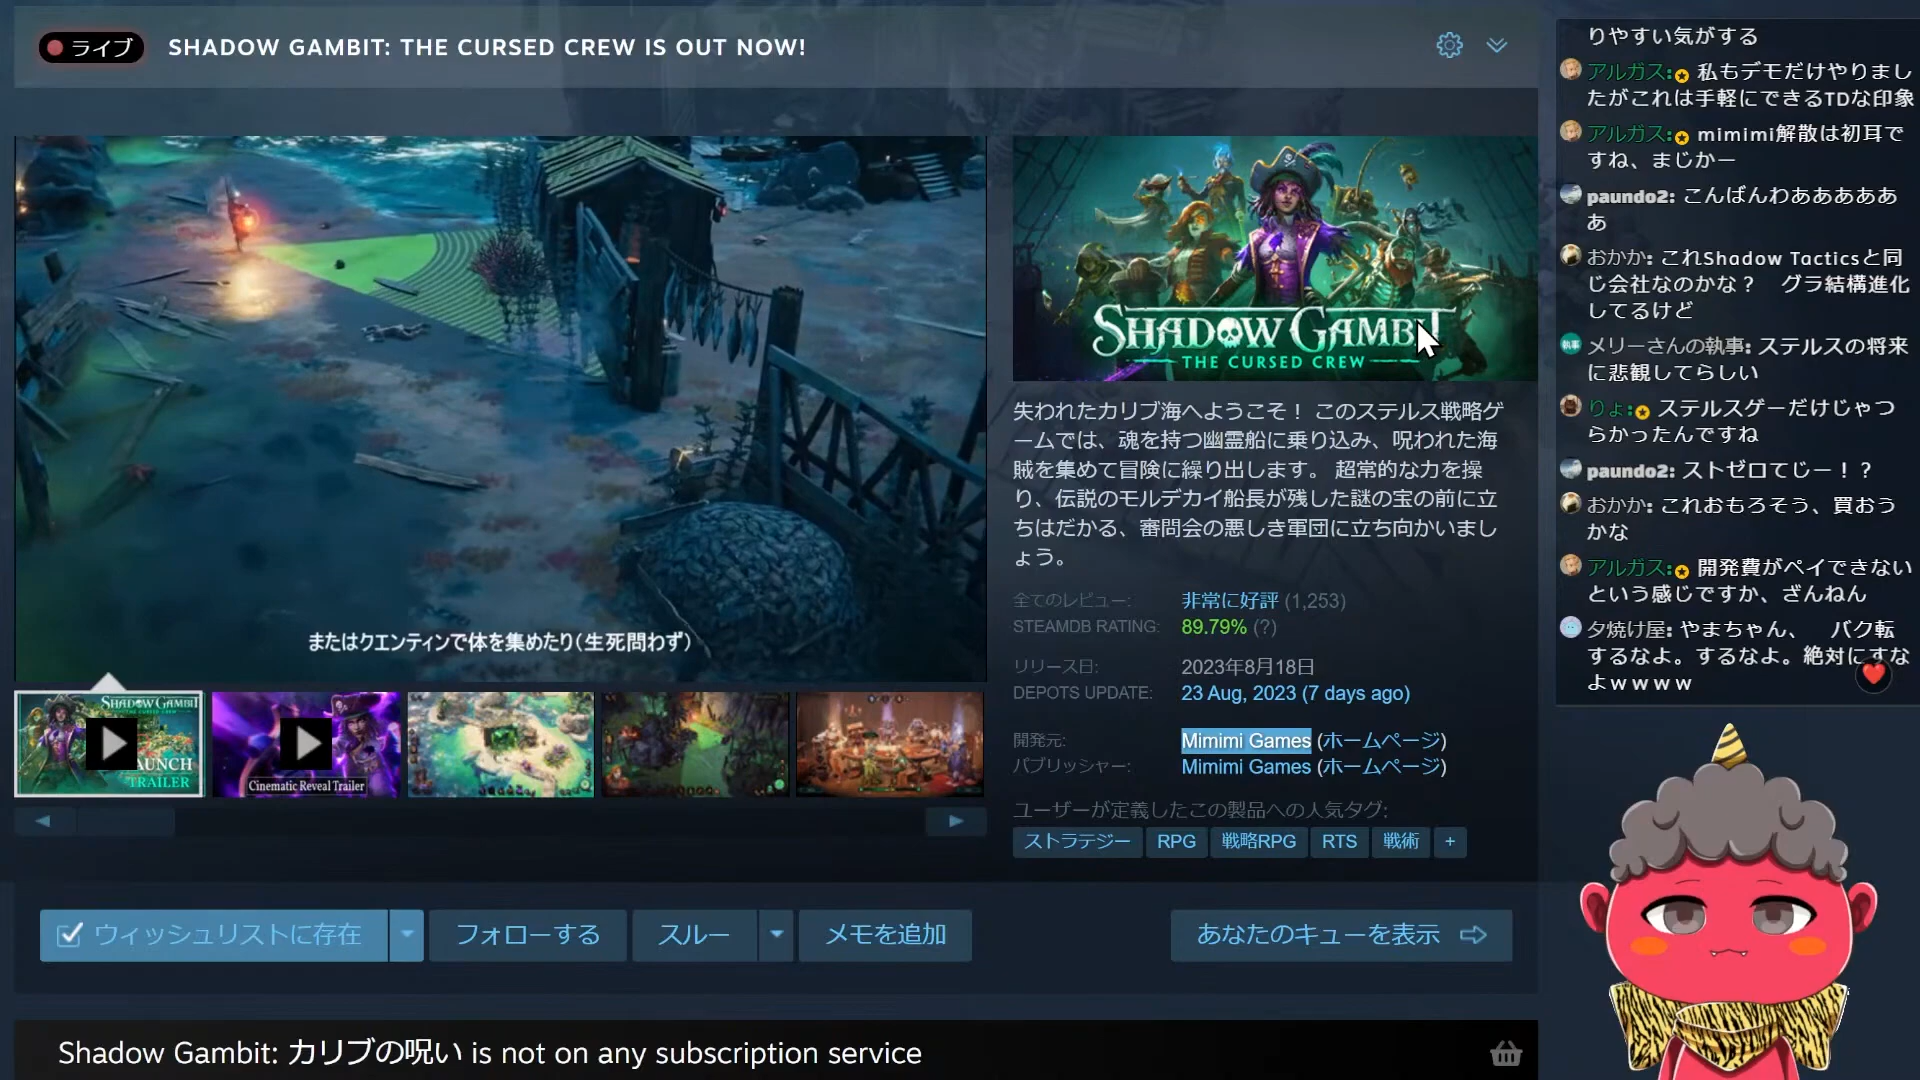 ライブ
SHADOW GAMBIT: THE CURSED CREW IS OUT NOW!
またはクエンティンで体を集めたり(生死問わず)
SHADOW GAMBIT
LAUNCH
TRAILER
Cinematic Reveal Trailer
SHADOW GAMBIT
THE CURSED CREW
失われたカリブ海へようこそ! このステルス戦略ゲ
ームでは、魂を持つ幽霊船に乗り込み、呪われた海
賊を集めて冒険に繰り出します。 超常的な力を操
り、伝説のモルデカイ船長が残した謎の宝の前に立
ちはだかる、審問会の悪しき軍団に立ち向かいまし
ょう。
全てのレビュー: 非常に好評 (1,253)
STEAMDB RATING: 89.79% (?)
リリース日: 2023年8月18日
DEPOTS UPDATE: 23 Aug, 2023 (7 days ago)
開発元: Mimimi Games (ホームページ)
パブリッシャー: Mimimi Games (ホームページ)
ユーザーが定義したこの製品への人気タグ:
ストラテジー RPG 戦略RPG RTS 戦術 +
ウィッシュリストに存在 フォローする スルー メモを追加 あなたのキューを表示
Shadow Gambit: カリブの呪い is not on any subscription service
りやすい気がする
アルガス: 私もデモだけやりまし
たがこれは手軽にできるTDな印象
アルガス: mimimi解散は初耳で
すね、まじかー
paundo2: こんばんわああああ
あ
おかか: これShadow Tacticsと同
じ会社なのかな? グラ結構進化
してるけど
執事
メリーさんの執事: ステルスの将来
に悲観してらしい
りょ: ステルスゲーだけじゃつ
らかったんですね
paundo2: ストゼロてじー!?
おかか: これおもろそう、買おう
かな
アルガス: 開発費がペイできない
という感じですか、ざんねん
夕焼け屋: やまちゃん、 バク転
するなよ。するなよ。絶対にすな
よwwww